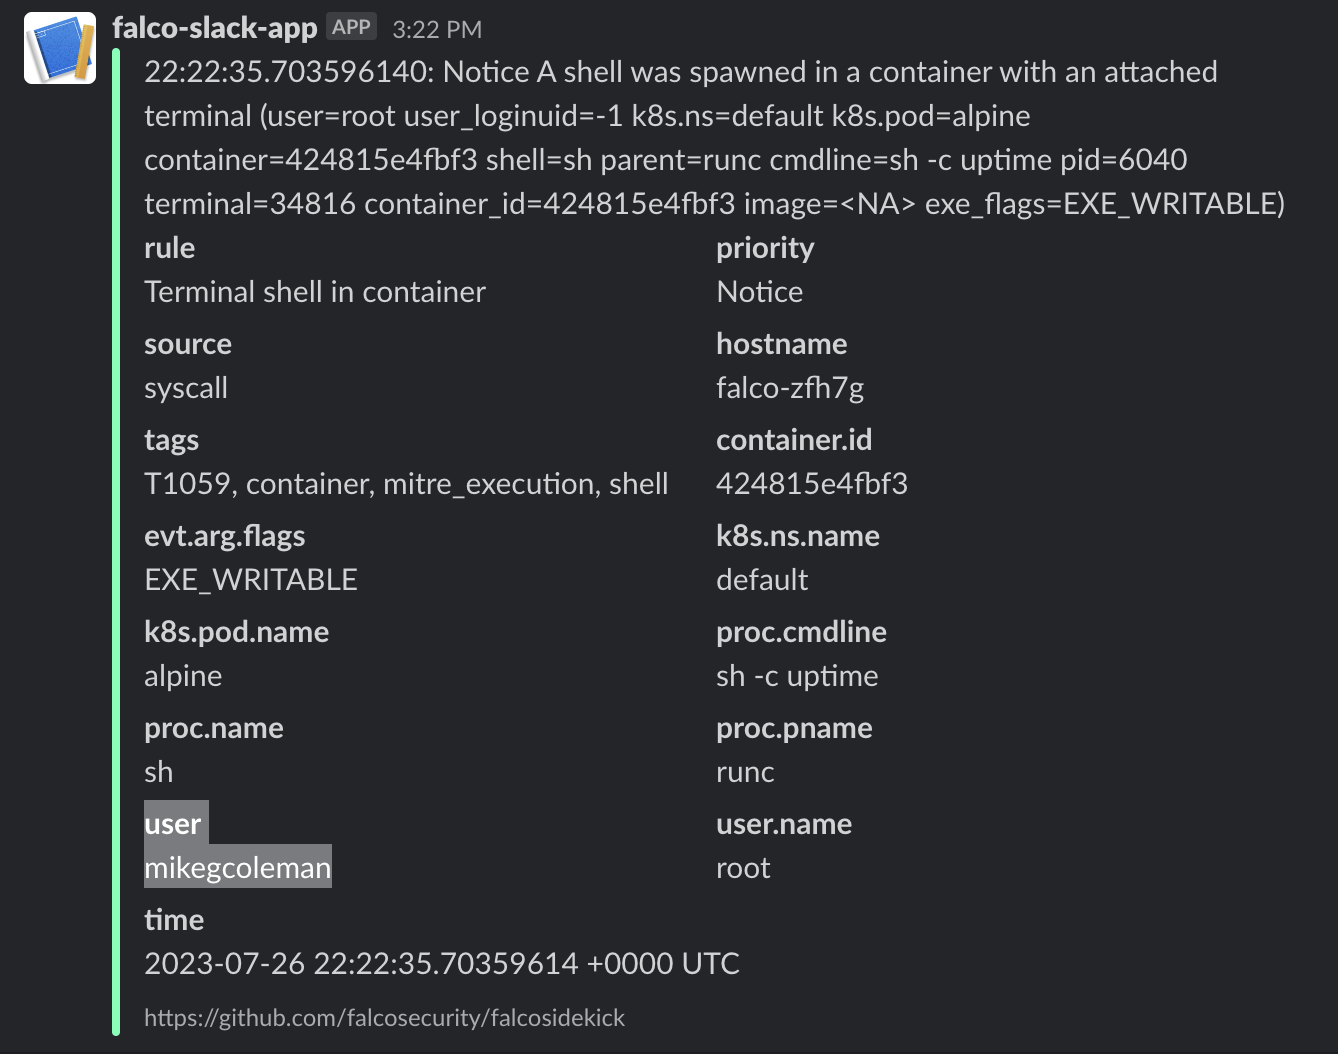 falco-slack-app APP 3:22 PM
22:22:35.703596140: Notice A shell was spawned in a container with an attached
terminal (user=root user_loginuid=-1 k8s.ns=default k8s.pod=alpine
container=424815e4fbf3 shell=sh parent=runc cmdline=sh -c uptime pid=6040
terminal=34816 container_id=424815e4fbf3 image=<NA> exe_flags=EXE_WRITABLE)
rule priority
Terminal shell in container Notice
source hostname
syscall falco-zfh7g
tags container.id
T1059, container, mitre_execution, shell 424815e4fbf3
evt.arg.flags k8s.ns.name
EXE_WRITABLE default
k8s.pod.name proc.cmdline
alpine sh -c uptime
proc.name proc.pname
sh runc
user user.name
mikegcoleman root
time
2023-07-26 22:22:35.70359614 +0000 UTC
https://github.com/falcosecurity/falcosidekick